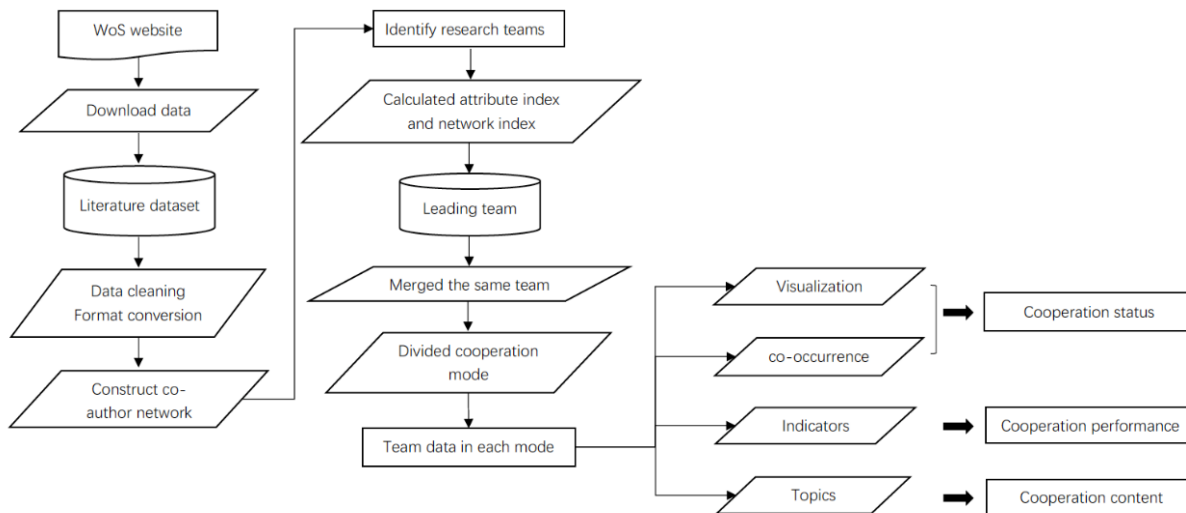 WoS website
Download data
Literature dataset
Data cleaning
Format conversion
Construct co-
author network
Identify research teams
Calculated attribute index
and network index
Leading team
Merged the same team
Divided cooperation
mode
Team data in each mode
Visualization
co-occurrence
Indicators
Topics
Cooperation status
Cooperation performance
Cooperation content